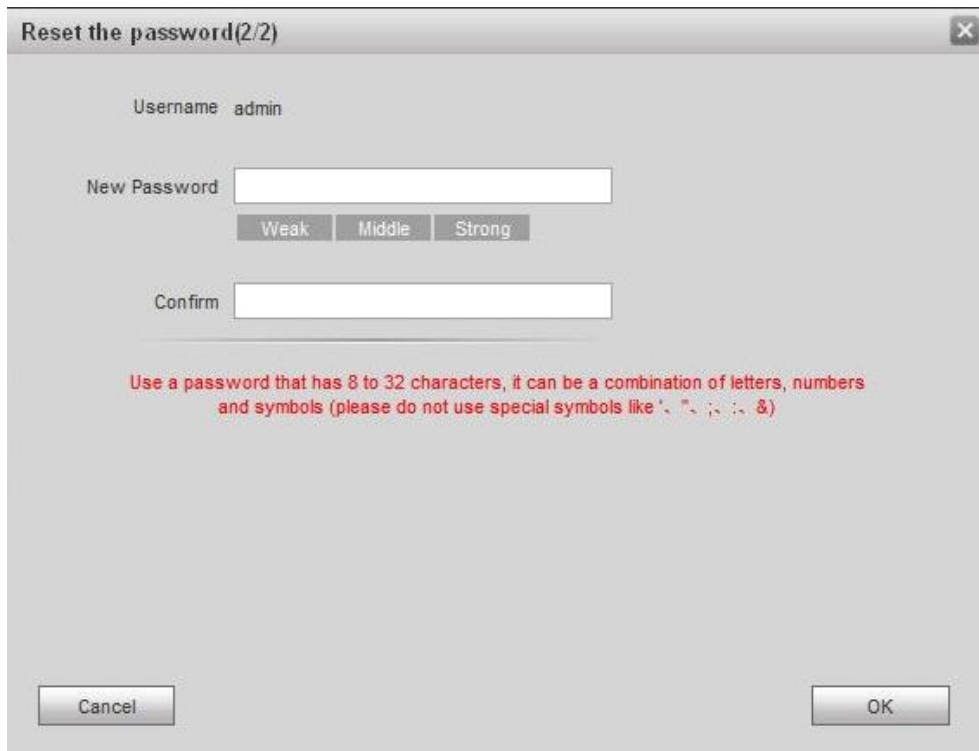 Reset the password(2/2)
Username admin
New Password
Weak Middle Strong
Confirm
Use a password that has 8 to 32 characters, it can be a combination of letters, numbers
and symbols (please do not use special symbols like '、"、;、:、&)
Cancel OK